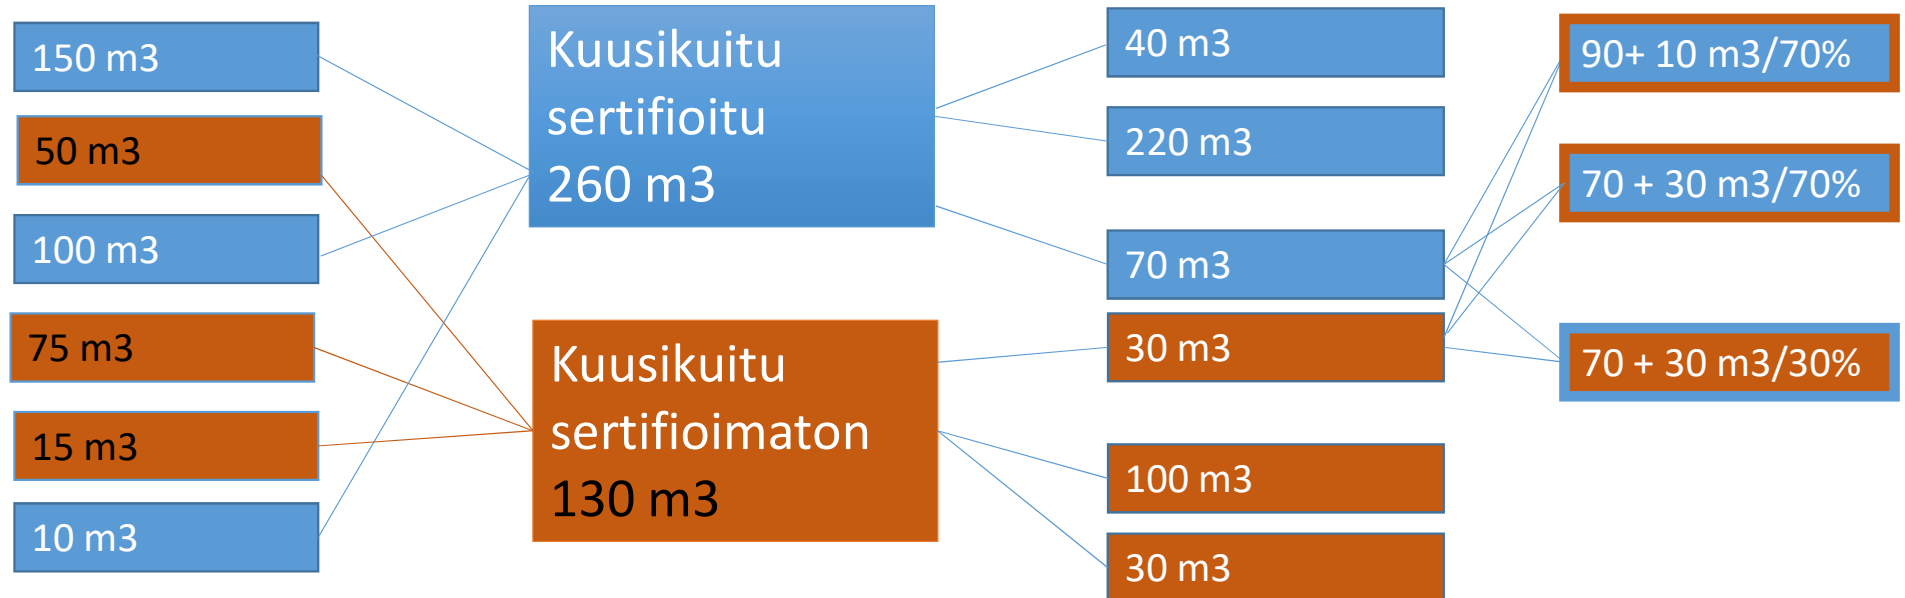 150 m3
50 m3
100 m3
75 m3
15 m3
10 m3
Kuusikuitu
sertifioitu
260 m3
Kuusikuitu
sertifioimaton
130 m3
40 m3
220 m3
70 m3
30 m3
100 m3
30 m3
90+ 10 m3/70%
70 + 30 m3/70%
70 + 30 m3/30%